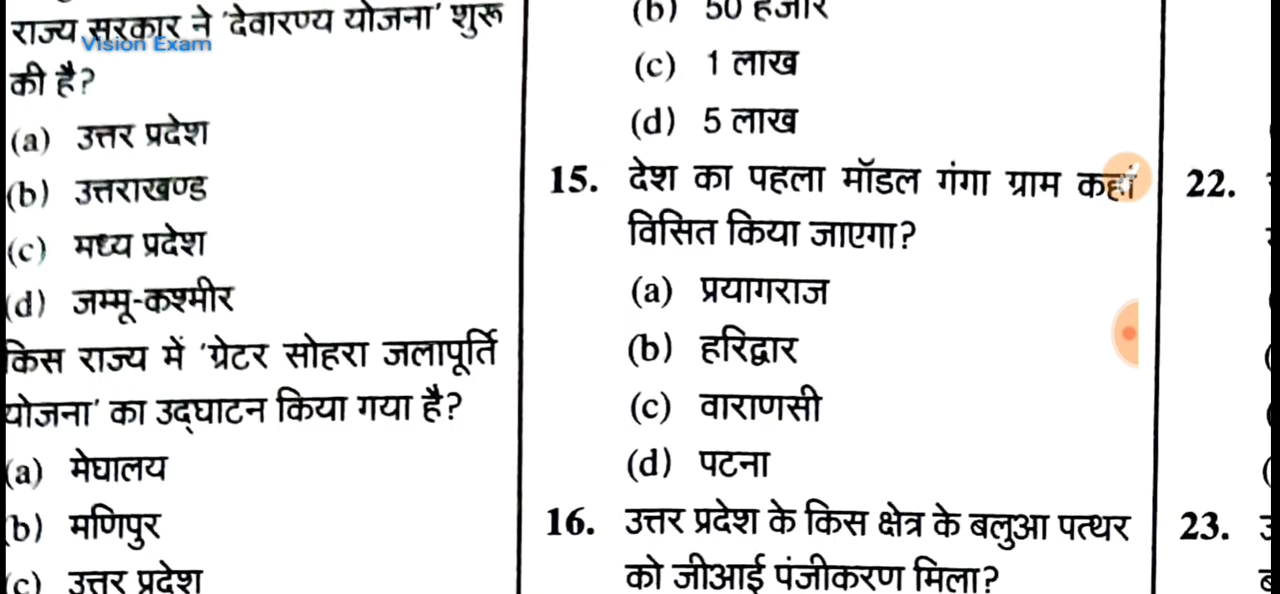 राज्य सरकार ने 'देवारण्य योजना' शुरू
Vision Exam
की है?
(a) उत्तर प्रदेश
(b) उत्तराखण्ड
(c) मध्य प्रदेश
(d) जम्मू-कश्मीर
किस राज्य में 'ग्रेटर सोहरा जलापूर्ति
योजना' का उद्घाटन किया गया है?
(a) मेघालय
(b) मणिपुर
(c) उत्तर प्रदेश
(b) 50 हजार
(c) 1 लाख
(d) 5 लाख
15. देश का पहला मॉडल गंगा ग्राम कहां
विसित किया जाएगा?
(a) प्रयागराज
(b) हरिद्वार
(c) वाराणसी
(d) पटना
16. उत्तर प्रदेश के किस क्षेत्र के बलुआ पत्थर
को जीआई पंजीकरण मिला?
22.
23.